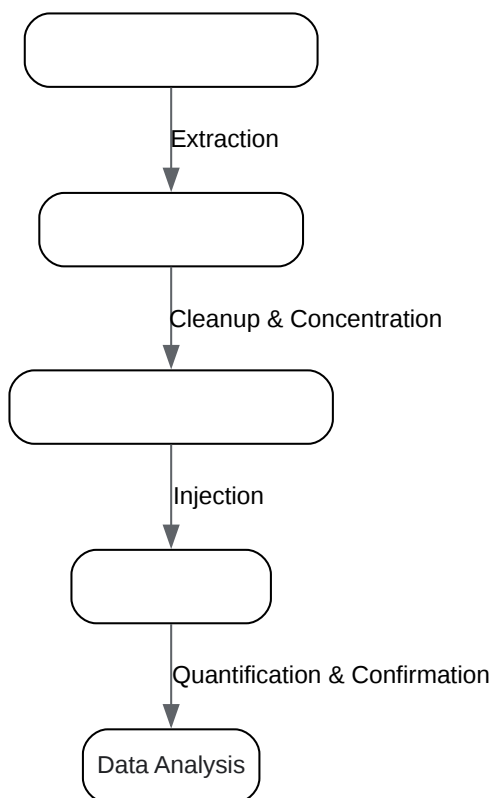 Extraction
Cleanup & Concentration
Injection
Quantification & Confirmation
Data Analysis